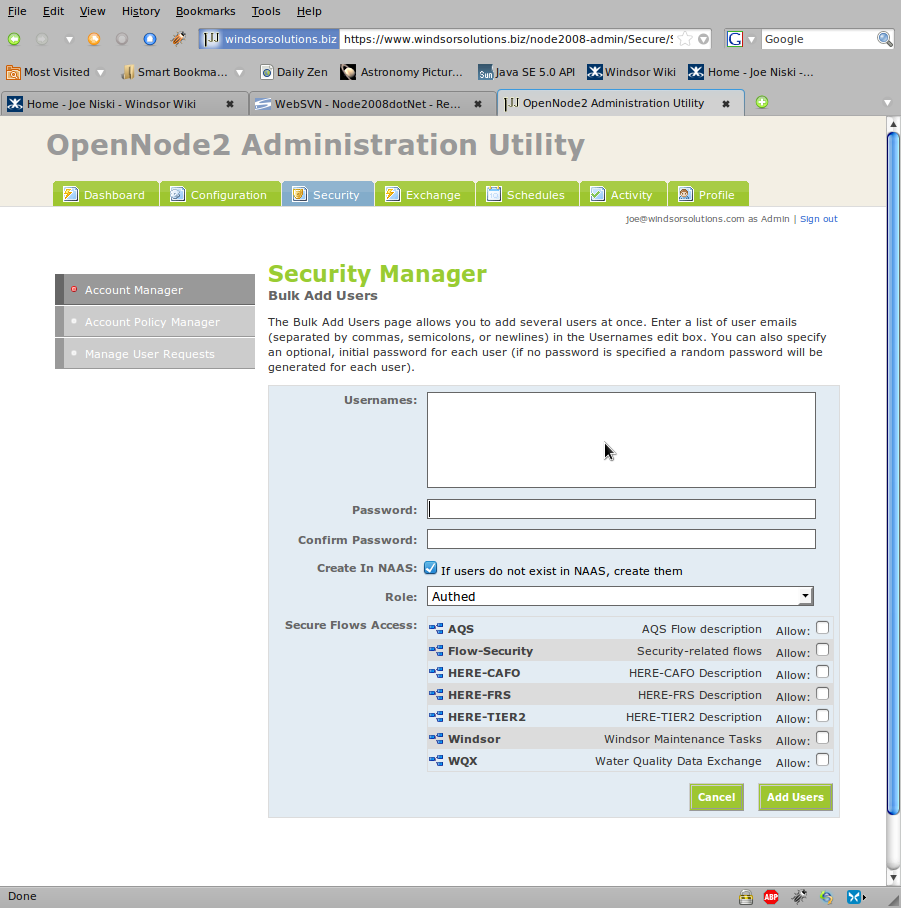 File Edit View History Bookmarks Tools Help
windsorsolutions.biz https://www.windsorsolutions.biz/node2008-admin/Secure/ G Google
Most Visited Smart Bookma... Daily Zen Astronomy Pictur... Java SE 5.0 API Windsor Wiki Home - Joe Niski -...
Home - Joe Niski - Windsor Wiki WebSVN - Node2008dotNet - Re... OpenNode2 Administration Utility
OpenNode2 Administration Utility
Dashboard Configuration Security Exchange Schedules Activity Profile
joe@windsorsolutions.com as Admin | Sign out
Security Manager
Account Manager
Account Policy Manager
Manage User Requests
Bulk Add Users
The Bulk Add Users page allows you to add several users at once. Enter a list of user emails
(separated by commas, semicolons, or newlines) in the Usernames edit box. You can also specify
an optional, initial password for each user (if no password is specified a random password will be
generated for each user).
Usernames:
Password:
Confirm Password:
Create In NAAS: If users do not exist in NAAS, create them
Role: Authed
Secure Flows Access:
AQS AQS Flow description Allow:
Flow-Security Security-related flows Allow:
HERE-CAFO HERE-CAFO Description Allow:
HERE-FRS HERE-FRS Description Allow:
HERE-TIER2 HERE-TIER2 Description Allow:
Windsor Windsor Maintenance Tasks Allow:
WQX Water Quality Data Exchange Allow:
Cancel Add Users
Done ABP